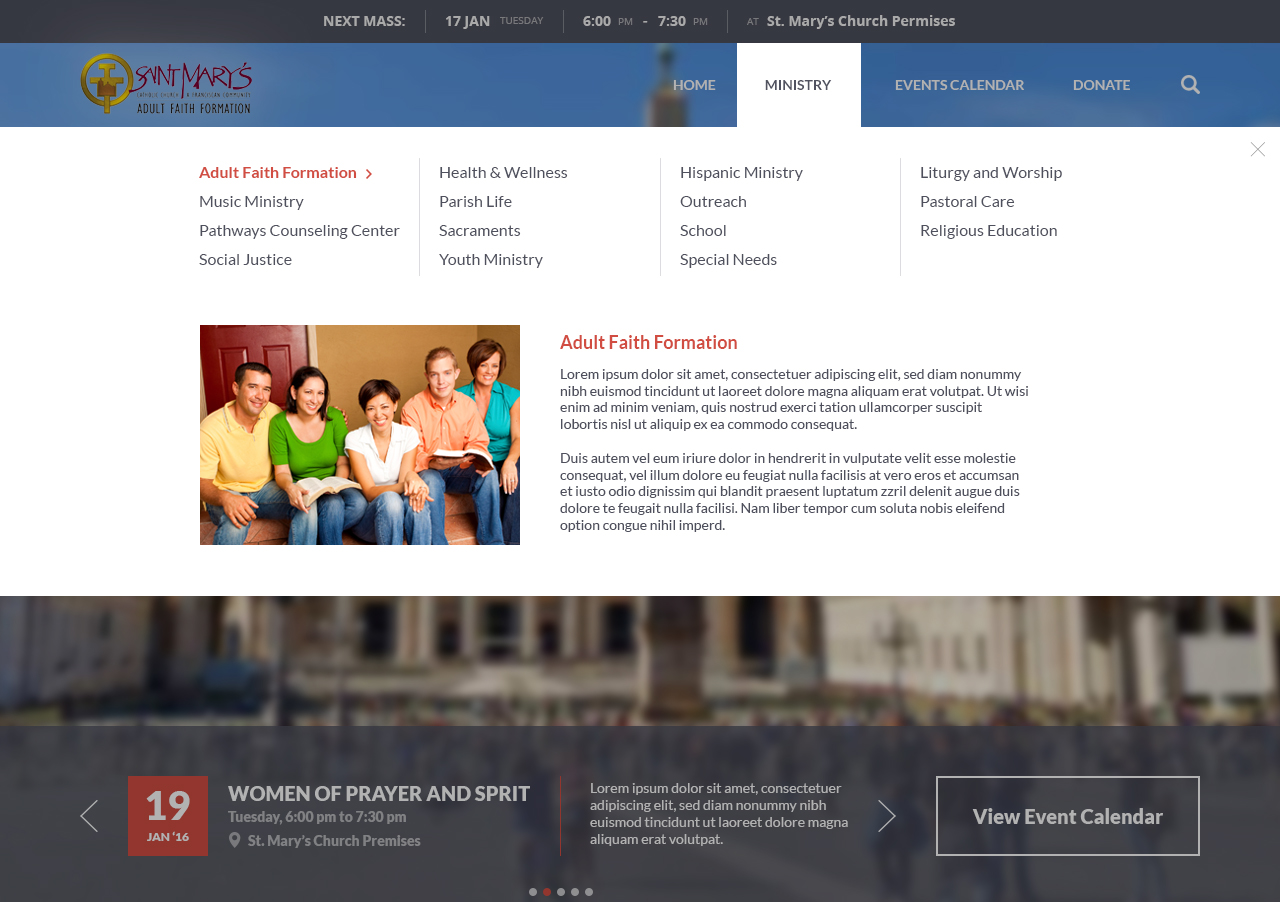 NEXT MASS: 17 JAN TUESDAY 6:00 PM - 7:30 PM AT St. Mary’s Church Permises
SAINT MARY'S
CATHOLIC CHURCH · A FRANCISCAN COMMUNITY
ADULT FAITH FORMATION
HOME MINISTRY EVENTS CALENDAR DONATE
Adult Faith Formation
Music Ministry
Pathways Counseling Center
Social Justice
Health & Wellness
Parish Life
Sacraments
Youth Ministry
Hispanic Ministry
Outreach
School
Special Needs
Liturgy and Worship
Pastoral Care
Religious Education
Adult Faith Formation
Lorem ipsum dolor sit amet, consectetuer adipiscing elit, sed diam nonummy
nibh euismod tincidunt ut laoreet dolore magna aliquam erat volutpat. Ut wisi
enim ad minim veniam, quis nostrud exerci tation ullamcorper suscipit
lobortis nisl ut aliquip ex ea commodo consequat.
Duis autem vel eum iriure dolor in hendrerit in vulputate velit esse molestie
consequat, vel illum dolore eu feugiat nulla facilisis at vero eros et accumsan
et iusto odio dignissim qui blandit praesent luptatum zzril delenit augue duis
dolore te feugait nulla facilisi. Nam liber tempor cum soluta nobis eleifend
option congue nihil imperd.
19
JAN ‘16
WOMEN OF PRAYER AND SPRIT
Tuesday, 6:00 pm to 7:30 pm
St. Mary’s Church Premises
Lorem ipsum dolor sit amet, consectetuer
adipiscing elit, sed diam nonummy nibh
euismod tincidunt ut laoreet dolore magna
aliquam erat volutpat.
View Event Calendar